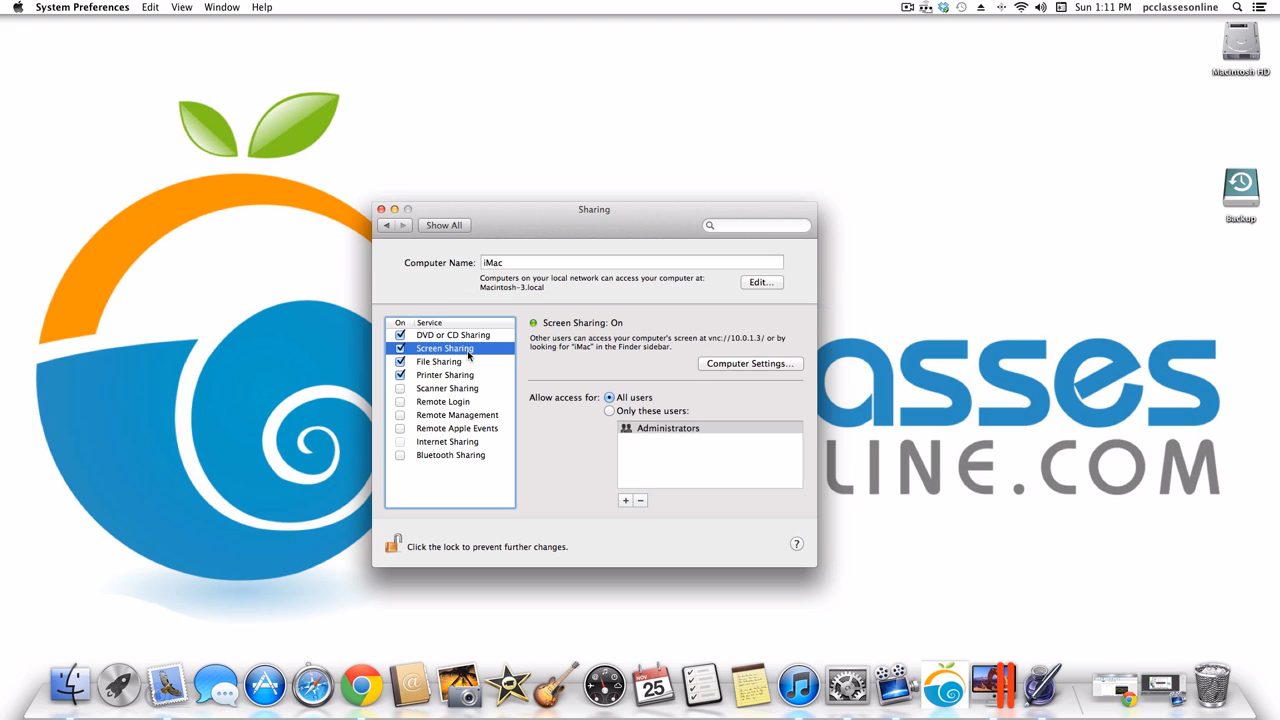 System Preferences Edit View Window Help Sun 1:11 PM pcclassesonline
Macintosh HD
Backup
asses
LINE.COM
Sharing
Show All
Computer Name: iMac
Computers on your local network can access your computer at:
Macintosh-3.local
Edit...
On Service
DVD or CD Sharing
Screen Sharing
File Sharing
Printer Sharing
Scanner Sharing
Remote Login
Remote Management
Remote Apple Events
Internet Sharing
Bluetooth Sharing
Screen Sharing: On
Other users can access your computer's screen at vnc://10.0.1.3/ or by
looking for "iMac" in the Finder sidebar.
Computer Settings...
Allow access for: All users
Only these users:
Administrators
+ −
Click the lock to prevent further changes.
?
NOV
25